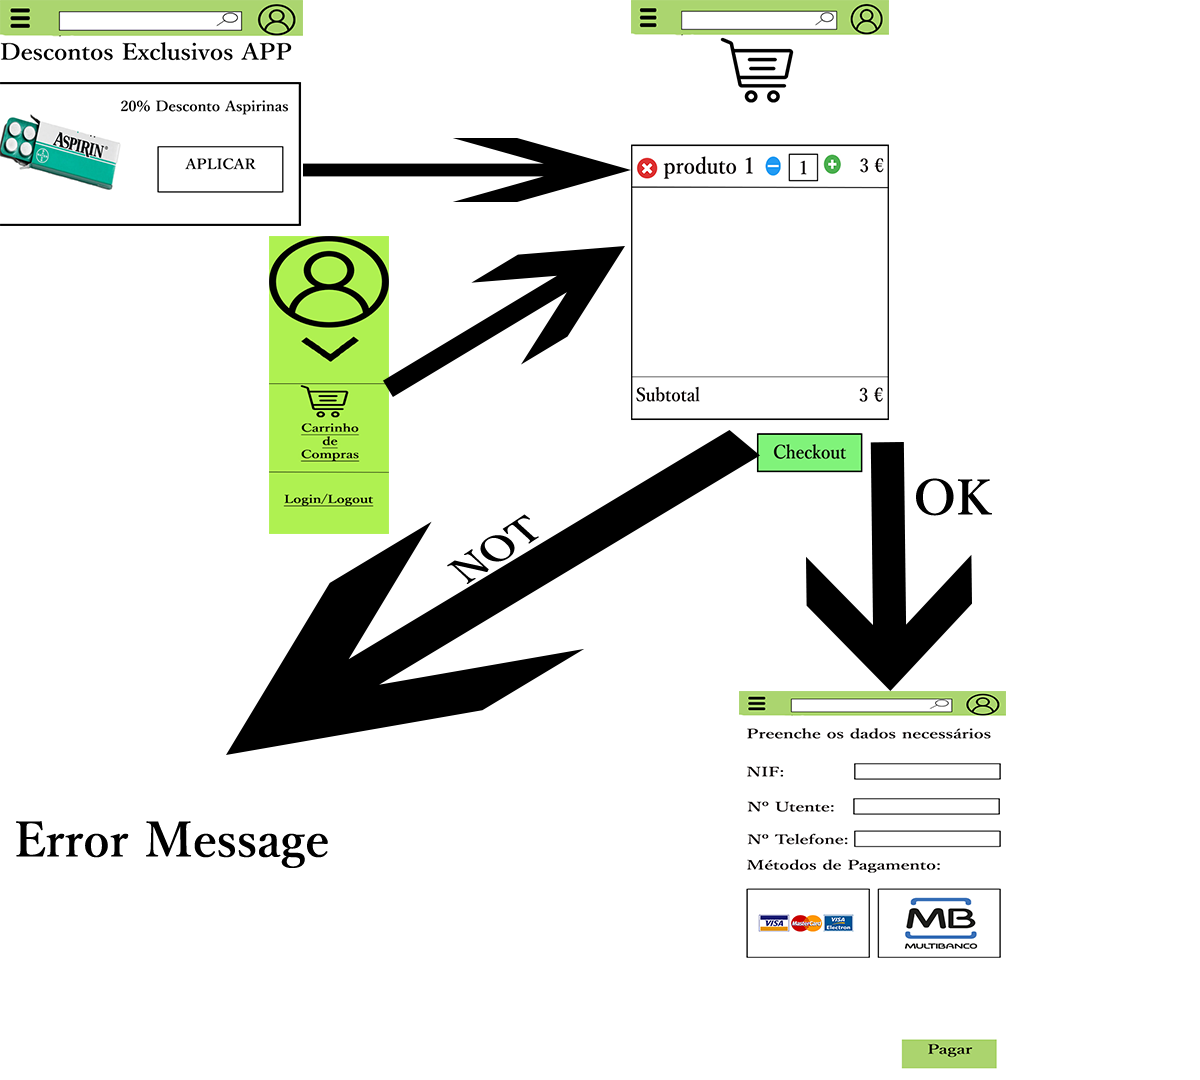 Descontos Exclusivos APP
20% Desconto Aspirinas
ASPIRIN®
APLICAR
produto 1
1
3 €
Subtotal
3 €
Checkout
Carrinho
de
Compras
Login/Logout
NOT
OK
Error Message
Preenche os dados necessários
NIF:
Nº Utente:
Nº Telefone:
Métodos de Pagamento:
VISA
MasterCard
VISA
Electron
MB
MULTIBANCO
Pagar